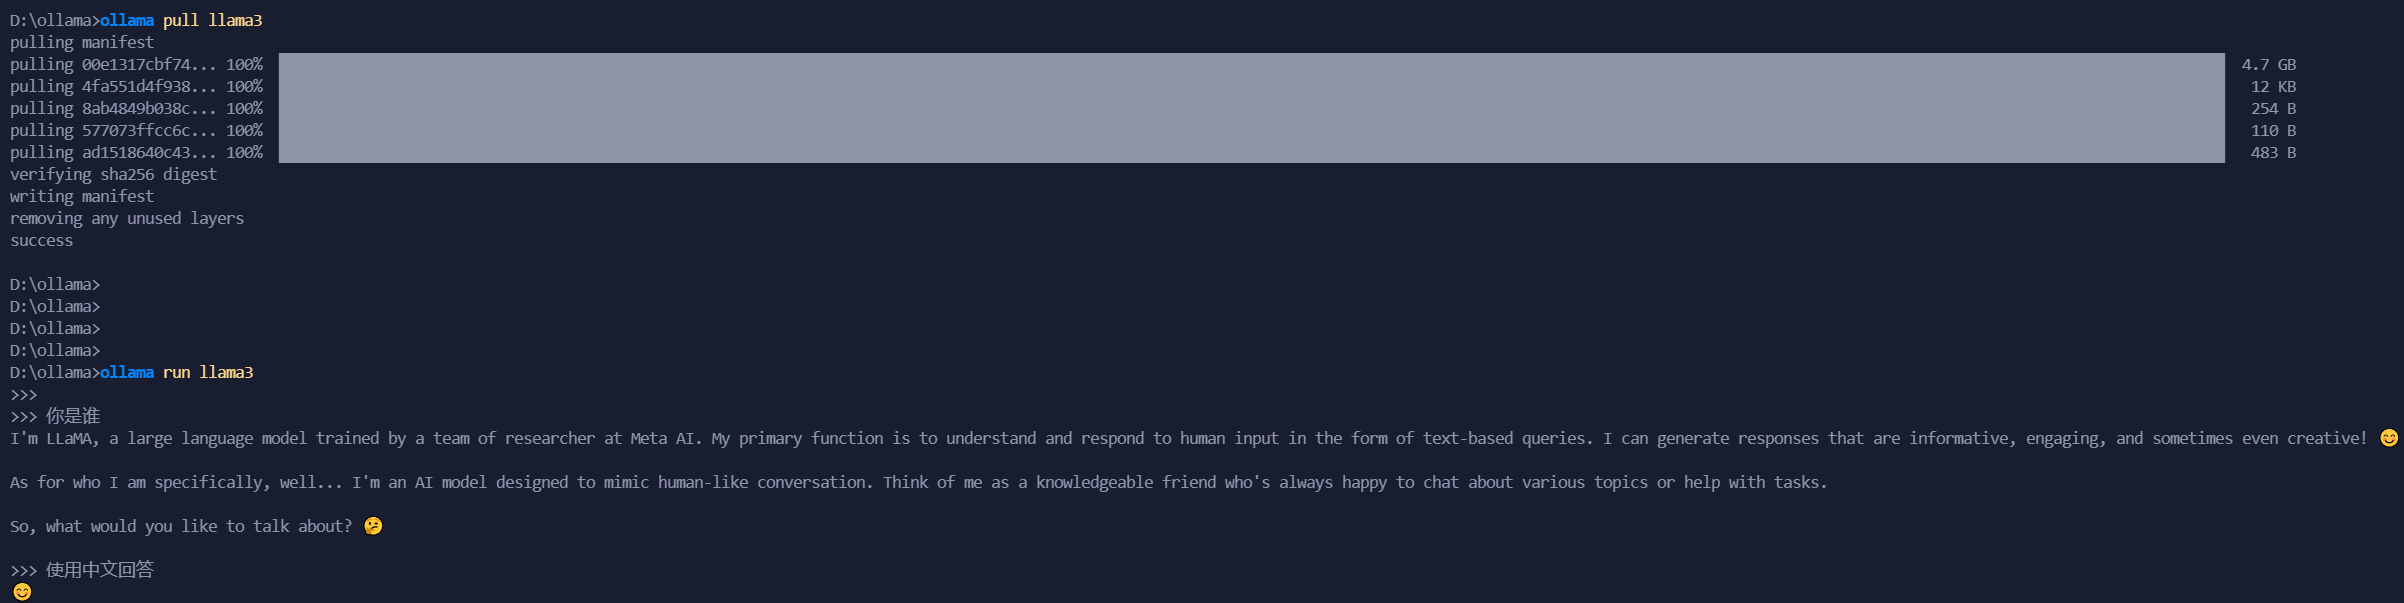 D:\ollama>ollama pull llama3
pulling manifest
pulling 00e1317cbf74... 100% 4.7 GB
pulling 4fa551d4f938... 100% 12 KB
pulling 8ab4849b038c... 100% 254 B
pulling 577073ffcc6c... 100% 110 B
pulling ad1518640c43... 100% 483 B
verifying sha256 digest
writing manifest
removing any unused layers
success
D:\ollama>
D:\ollama>
D:\ollama>
D:\ollama>
D:\ollama>ollama run llama3
>>>
>>> 你是谁
I'm LLaMA, a large language model trained by a team of researcher at Meta AI. My primary function is to understand and respond to human input in the form of text-based queries. I can generate responses that are informative, engaging, and sometimes even creative! 😊
As for who I am specifically, well... I'm an AI model designed to mimic human-like conversation. Think of me as a knowledgeable friend who's always happy to chat about various topics or help with tasks.
So, what would you like to talk about? 🤔
>>> 使用中文回答
😊